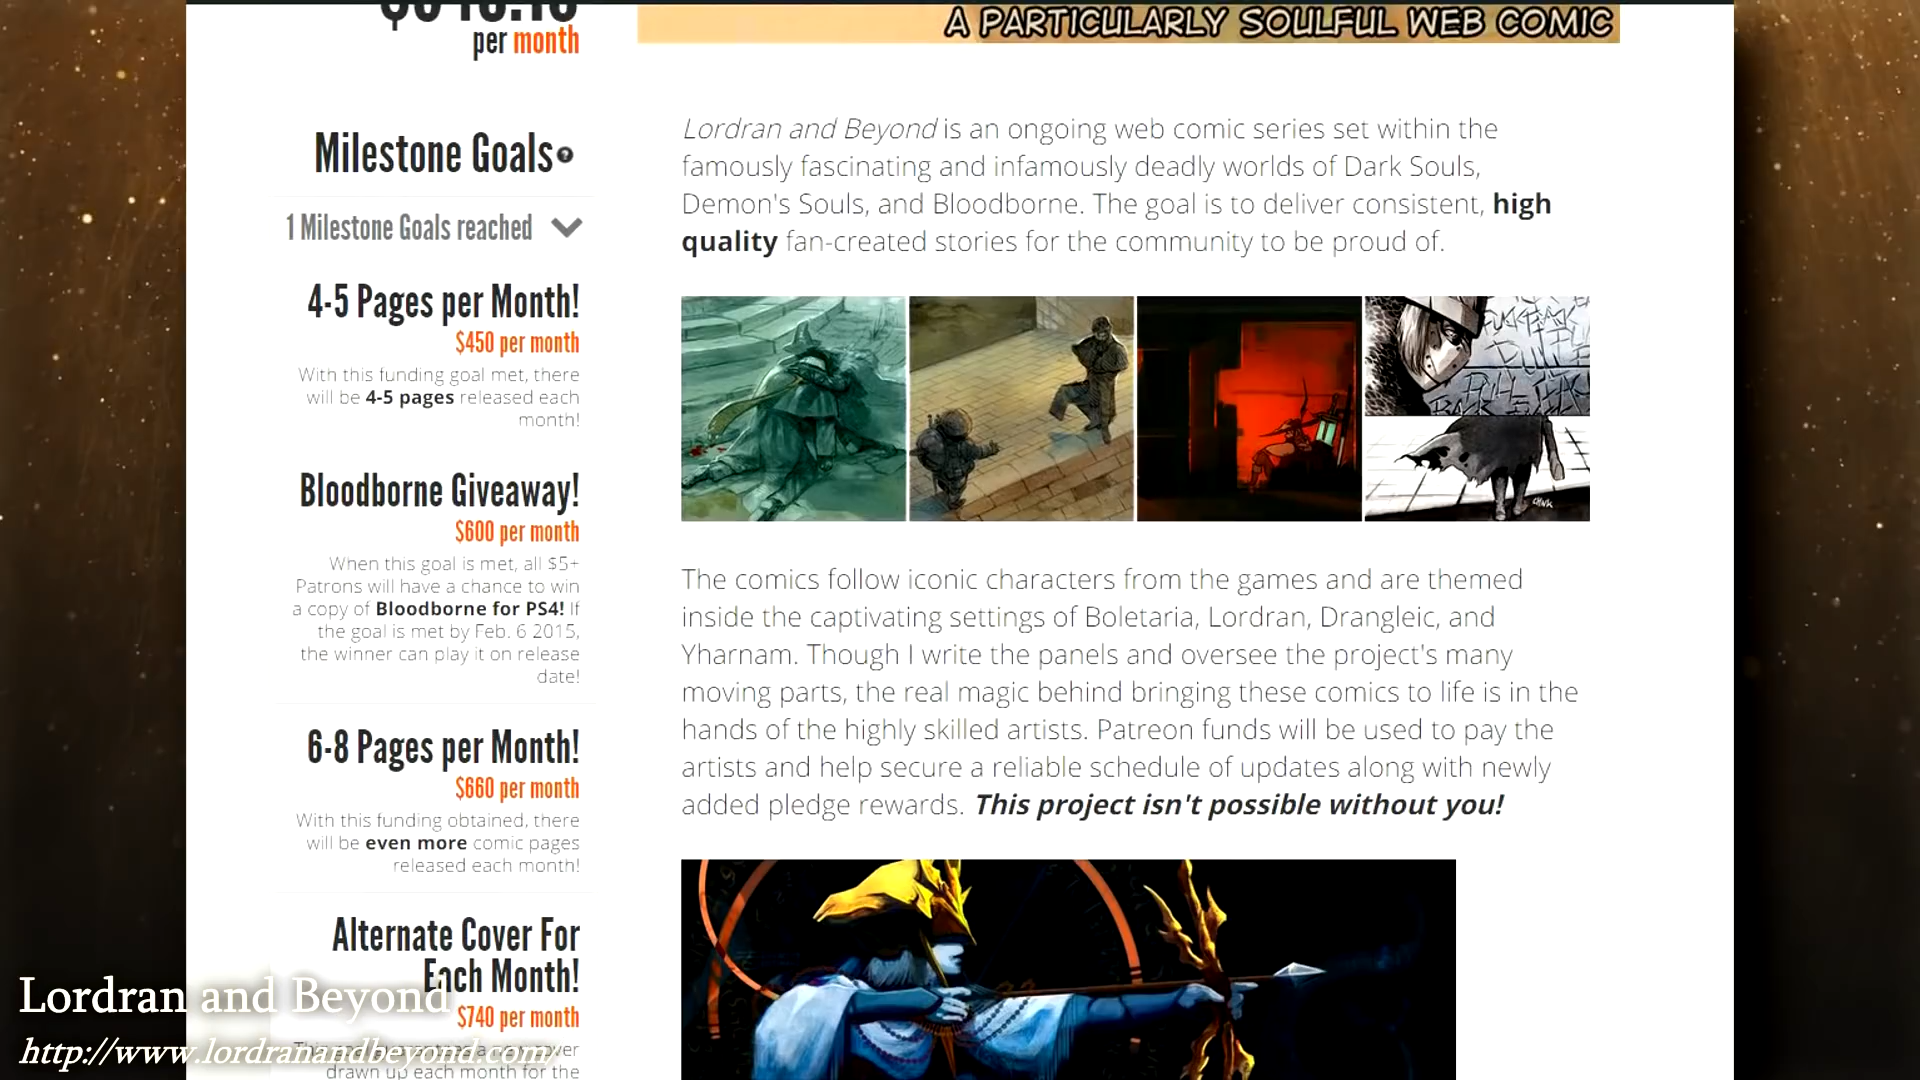 per month
A PARTICULARLY SOULFUL WEB COMIC
Milestone Goals
1 Milestone Goals reached
4-5 Pages per Month!
$450 per month
With this funding goal met, there
will be 4-5 pages released each
month!
Bloodborne Giveaway!
$600 per month
When this goal is met, all $5+
Patrons will have a chance to win
a copy of Bloodborne for PS4! If
the goal is met by Feb. 6 2015,
the winner can play it on release
date!
6-8 Pages per Month!
$660 per month
With this funding obtained, there
will be even more comic pages
released each month!
Alternate Cover For
Each Month!
$740 per month
drawn up each month for the
Lordran and Beyond is an ongoing web comic series set within the
famously fascinating and infamously deadly worlds of Dark Souls,
Demon's Souls, and Bloodborne. The goal is to deliver consistent, high
quality fan-created stories for the community to be proud of.
The comics follow iconic characters from the games and are themed
inside the captivating settings of Boletaria, Lordran, Drangleic, and
Yharnam. Though I write the panels and oversee the project's many
moving parts, the real magic behind bringing these comics to life is in the
hands of the highly skilled artists. Patreon funds will be used to pay the
artists and help secure a reliable schedule of updates along with newly
added pledge rewards. This project isn't possible without you!
Lordran and Beyond
http://www.lordranandbeyond.com/